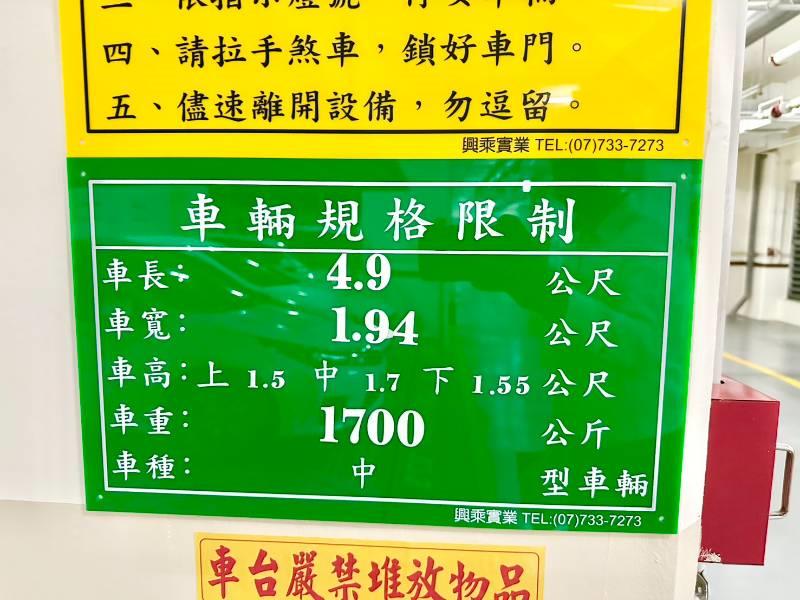 四、請拉手煞車，鎖好車門。
五、儘速離開設備，勿逗留。
興乘實業 TEL:(07)733-7273
車輛規格限制
車長： 4.9 公尺
車寬： 1.94 公尺
車高：上 1.5 中 1.7 下 1.55 公尺
車重： 1700 公斤
車種： 中 型車輛
興乘實業 TEL:(07)733-7273
車台嚴禁堆放物品